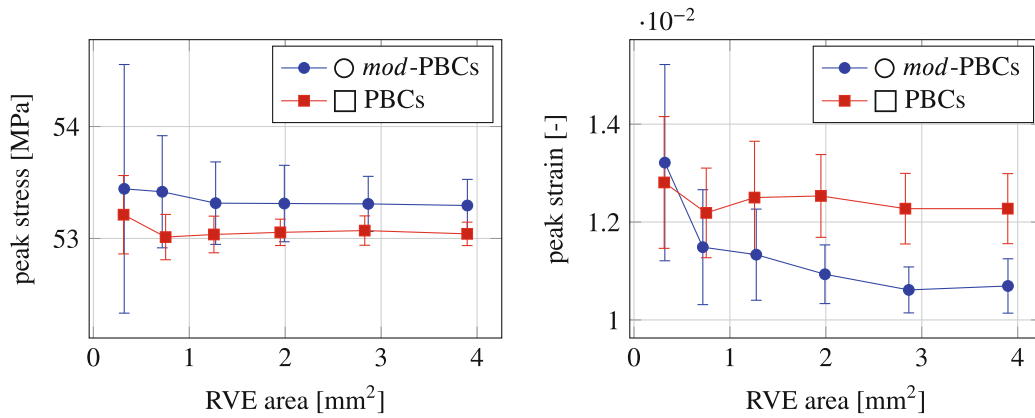 mod-PBCs
PBCs
54
53
peak stress [MPa]
0 1 2 3 4
RVE area [mm²]
·10⁻²
mod-PBCs
PBCs
1.4
1.2
1
peak strain [-]
0 1 2 3 4
RVE area [mm²]